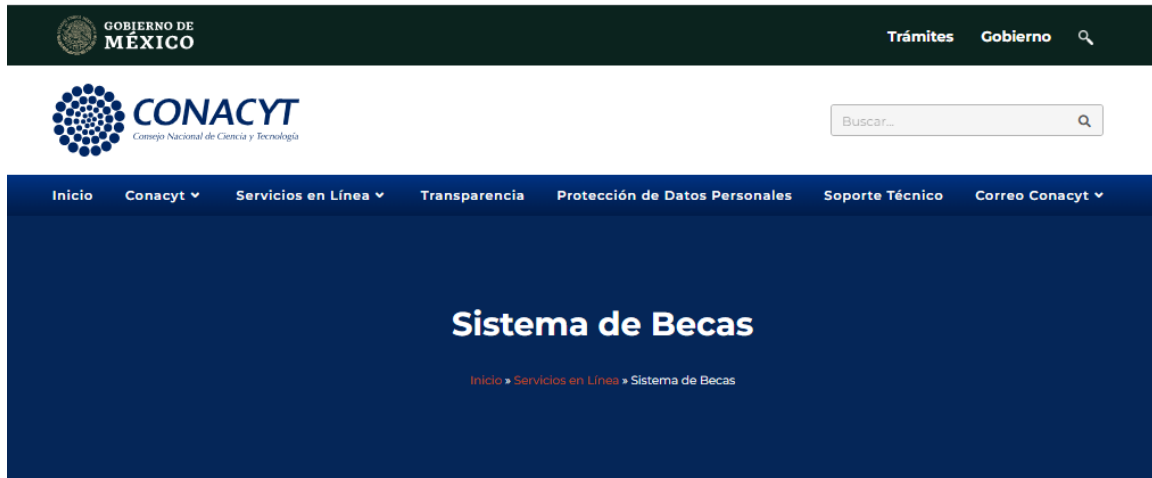 GOBIERNO DE
MÉXICO
Trámites Gobierno
CONACYT
Consejo Nacional de Ciencia y Tecnología
Buscar...
Inicio Conacyt Servicios en Línea Transparencia Protección de Datos Personales Soporte Técnico Correo Conacyt
Sistema de Becas
Inicio » Servicios en Línea » Sistema de Becas